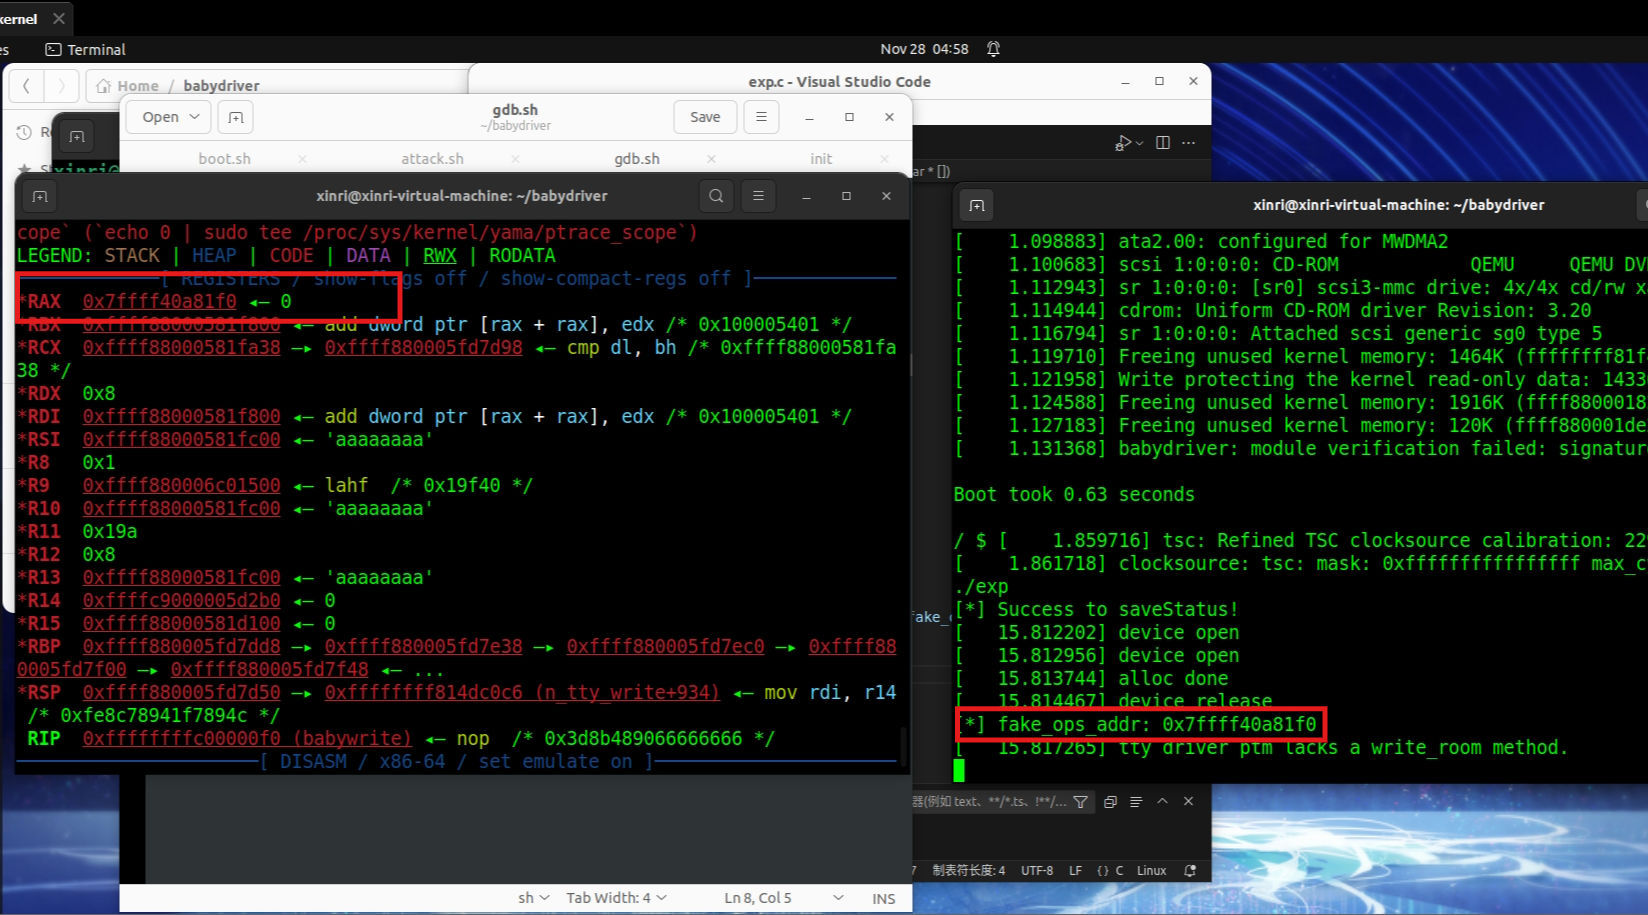 kernel
es Terminal
Nov 28 04:58
Home / babydriver
exp.c - Visual Studio Code
Open
gdb.sh
~/babydriver
Save
boot.sh
attack.sh
gdb.sh
init
xinri@
ar * [])
xinri@xinri-virtual-machine: ~/babydriver
cope` (`echo 0 | sudo tee /proc/sys/kernel/yama/ptrace_scope`)
LEGEND: STACK | HEAP | CODE | DATA | RWX | RODATA
[ REGISTERS / show-flags off / show-compact-regs off ]
*RAX  0x7ffff40a81f0 ◂— 0
*RBX  0xffff88000581f800 ◂— add dword ptr [rax + rax], edx /* 0x100005401 */
*RCX  0xffff88000581fa38 —▸ 0xffff880005fd7d98 ◂— cmp dl, bh /* 0xffff88000581fa
38 */
*RDX  0x8
*RDI  0xffff88000581f800 ◂— add dword ptr [rax + rax], edx /* 0x100005401 */
*RSI  0xffff88000581fc00 ◂— 'aaaaaaaa'
*R8   0x1
*R9   0xffff880006c01500 ◂— lahf  /* 0x19f40 */
*R10  0xffff88000581fc00 ◂— 'aaaaaaaa'
*R11  0x19a
*R12  0x8
*R13  0xffff88000581fc00 ◂— 'aaaaaaaa'
*R14  0xffffc9000005d2b0 ◂— 0
*R15  0xffff88000581d100 ◂— 0
*RBP  0xffff880005fd7dd8 —▸ 0xffff880005fd7e38 —▸ 0xffff880005fd7ec0 —▸ 0xffff88
0005fd7f00 —▸ 0xffff880005fd7f48 ◂— ...
*RSP  0xffff880005fd7d50 —▸ 0xffffffff814dc0c6 (n_tty_write+934) ◂— mov rdi, r14
/* 0xfe8c78941f7894c */
RIP  0xffffffffc00000f0 (babywrite) ◂— nop  /* 0x3d8b489066666666 */
[ DISASM / x86-64 / set emulate on ]
xinri@xinri-virtual-machine: ~/babydriver
[    1.098883] ata2.00: configured for MWDMA2
[    1.100683] scsi 1:0:0:0: CD-ROM            QEMU     QEMU DV
[    1.112943] sr 1:0:0:0: [sr0] scsi3-mmc drive: 4x/4x cd/rw x
[    1.114944] cdrom: Uniform CD-ROM driver Revision: 3.20
[    1.116794] sr 1:0:0:0: Attached scsi generic sg0 type 5
[    1.119710] Freeing unused kernel memory: 1464K (ffffffff81f
[    1.121958] Write protecting the kernel read-only data: 1433
[    1.124588] Freeing unused kernel memory: 1916K (ffff8800018
[    1.127183] Freeing unused kernel memory: 120K (ffff880001de
[    1.131368] babydriver: module verification failed: signatur
Boot took 0.63 seconds
/ $ [    1.859716] tsc: Refined TSC clocksource calibration: 22
[    1.861718] clocksource: tsc: mask: 0xffffffffffffffff max_c
./exp
[*] Success to saveStatus!
[   15.812202] device open
[   15.812956] device open
[   15.813744] alloc done
[   15.814467] device release
[*] fake_ops_addr: 0x7ffff40a81f0
[   15.817265] tty driver ptm lacks a write_room method.
fake_
器(例如 text、**/*.ts、!**/...
7 制表符长度: 4 UTF-8 LF {} C Linux
sh Tab Width: 4 Ln 8, Col 5 INS